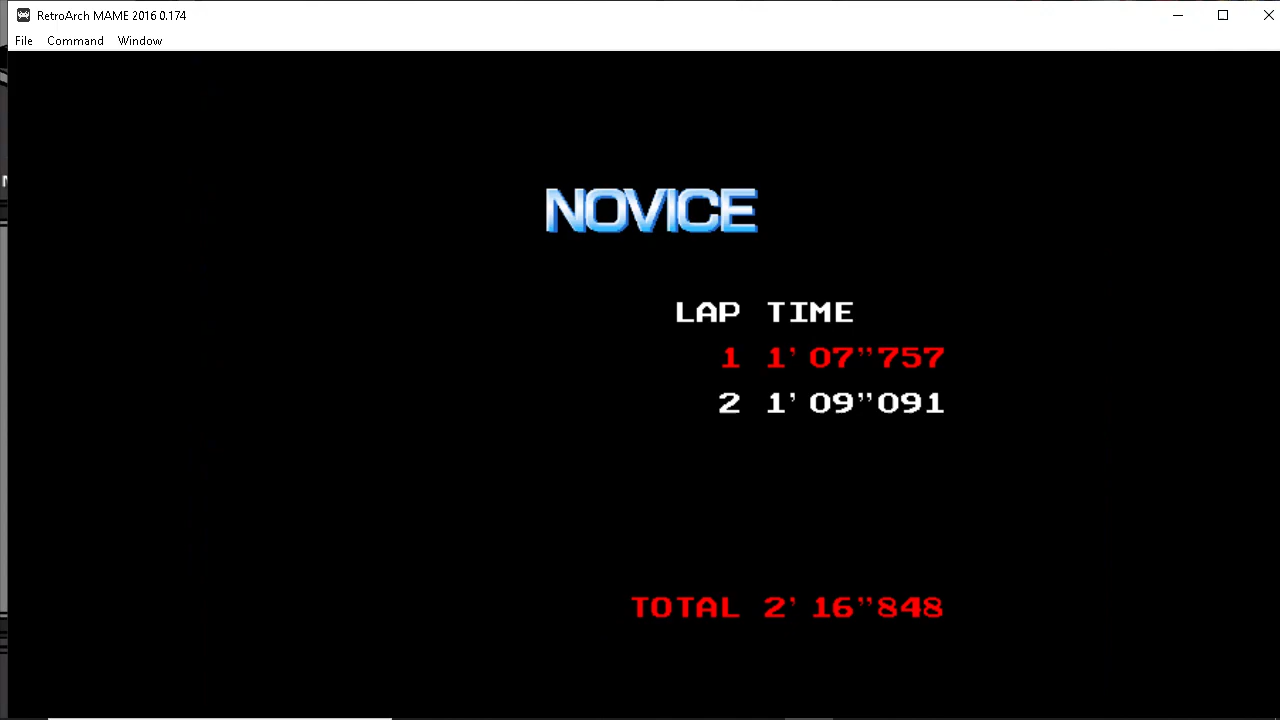 RetroArch MAME 2016 0.174
File Command Window
NOVICE
LAP TIME
1 1'07"757
2 1'09"091
TOTAL 2'16"848